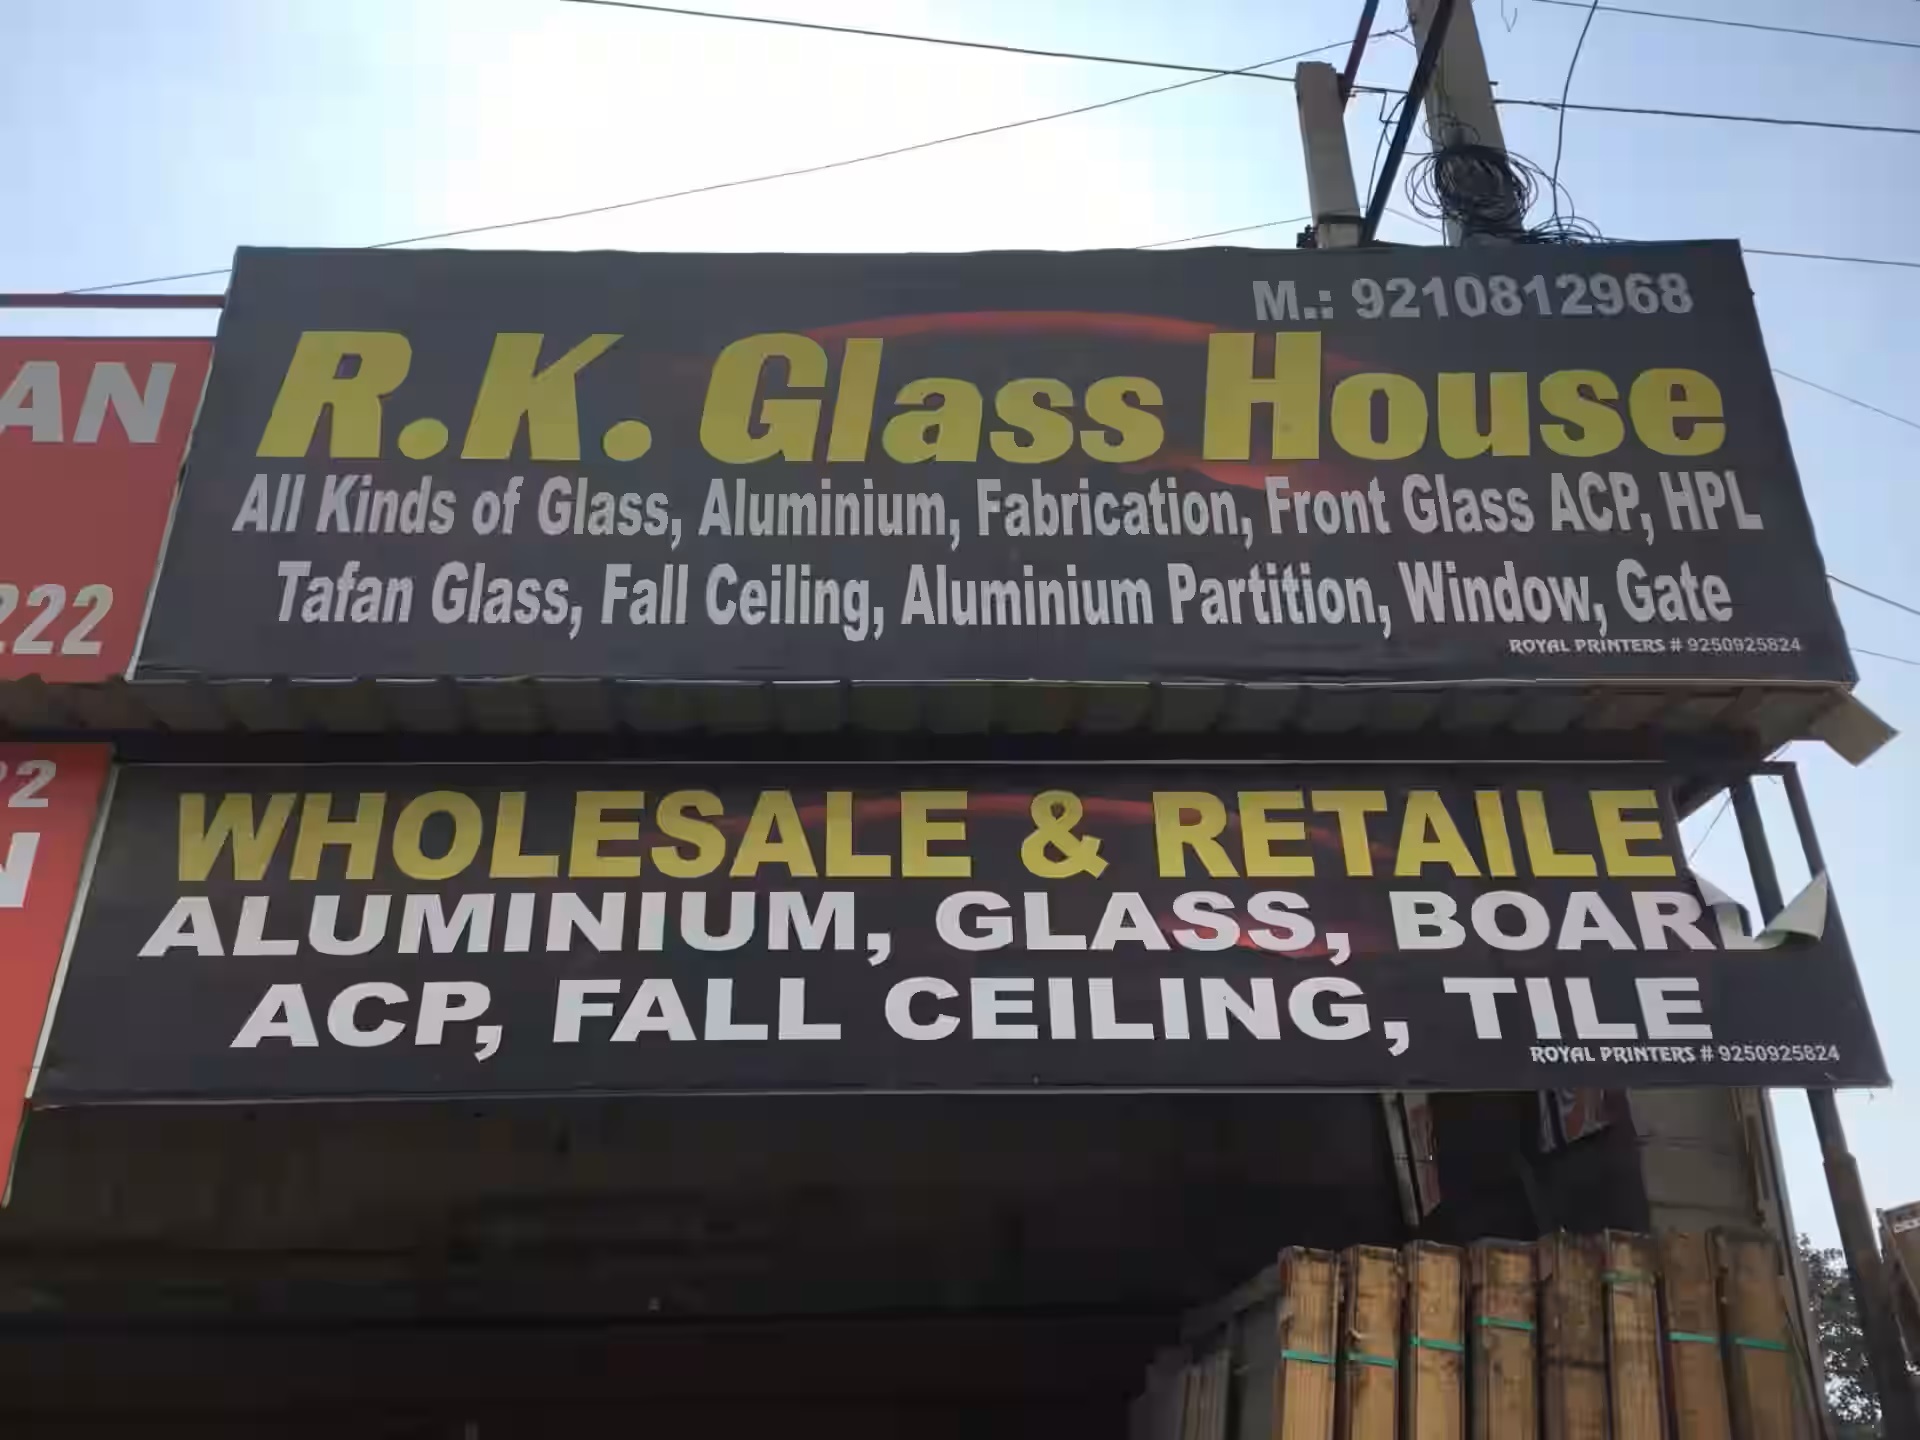 M.: 9210812968
R.K. Glass House
All Kinds of Glass, Aluminium, Fabrication, Front Glass ACP, HPL
Tafan Glass, Fall Ceiling, Aluminium Partition, Window, Gate
ROYAL PRINTERS # 9250925824
WHOLESALE & RETAILE
ALUMINIUM, GLASS, BOARD
ACP, FALL CEILING, TILE
ROYAL PRINTERS # 9250925824
AN
222
22
N